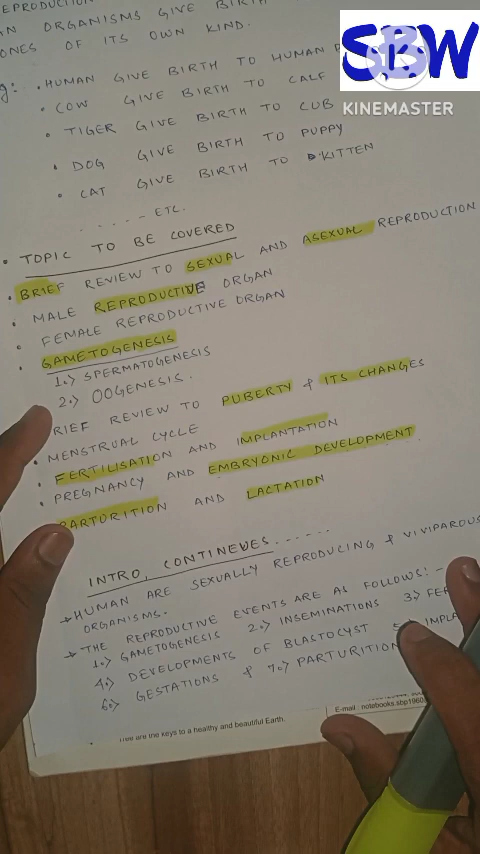 AN ORGANISMS GIVE BIRTH
ONES OF ITS OWN KIND.
SBW
KINEMASTER
• HUMAN GIVE BIRTH TO HUMAN
• COW GIVE BIRTH TO CALF
• TIGER GIVE BIRTH TO CUB
• DOG GIVE BIRTH TO PUPPY
• CAT GIVE BIRTH TO KITTEN
- - - - - ETC.
• TOPIC TO BE COVERED
• BRIEF REVIEW TO SEXUAL AND ASEXUAL REPRODUCTION
• MALE REPRODUCTIVE ORGAN
• FEMALE REPRODUCTIVE ORGAN
• GAMETOGENESIS
1.) SPERMATOGENESIS
2.) OOGENESIS.
RIEF REVIEW TO PUBERTY & ITS CHANGES
• MENSTRUAL CYCLE
• FERTILISATION AND IMPLANTATION
• PREGNANCY AND EMBRYONIC DEVELOPMENT
PARTURITION AND LACTATION
INTRO, CONTINEUES......
→ HUMAN ARE SEXUALLY REPRODUCING & VIVIPAROUS
ORGANISMS.
→ THE REPRODUCTIVE EVENTS ARE AS FOLLOWS:-
1.) GAMETOGENESIS 2.) INSEMINATIONS 3.) FER
4.) DEVELOPMENTS OF BLASTOCYST IMPLA
6.) GESTATIONS & 7.) PARTURITION
Tree are the keys to a healthy and beautiful Earth.
E-mail : notebooks.sbp1960